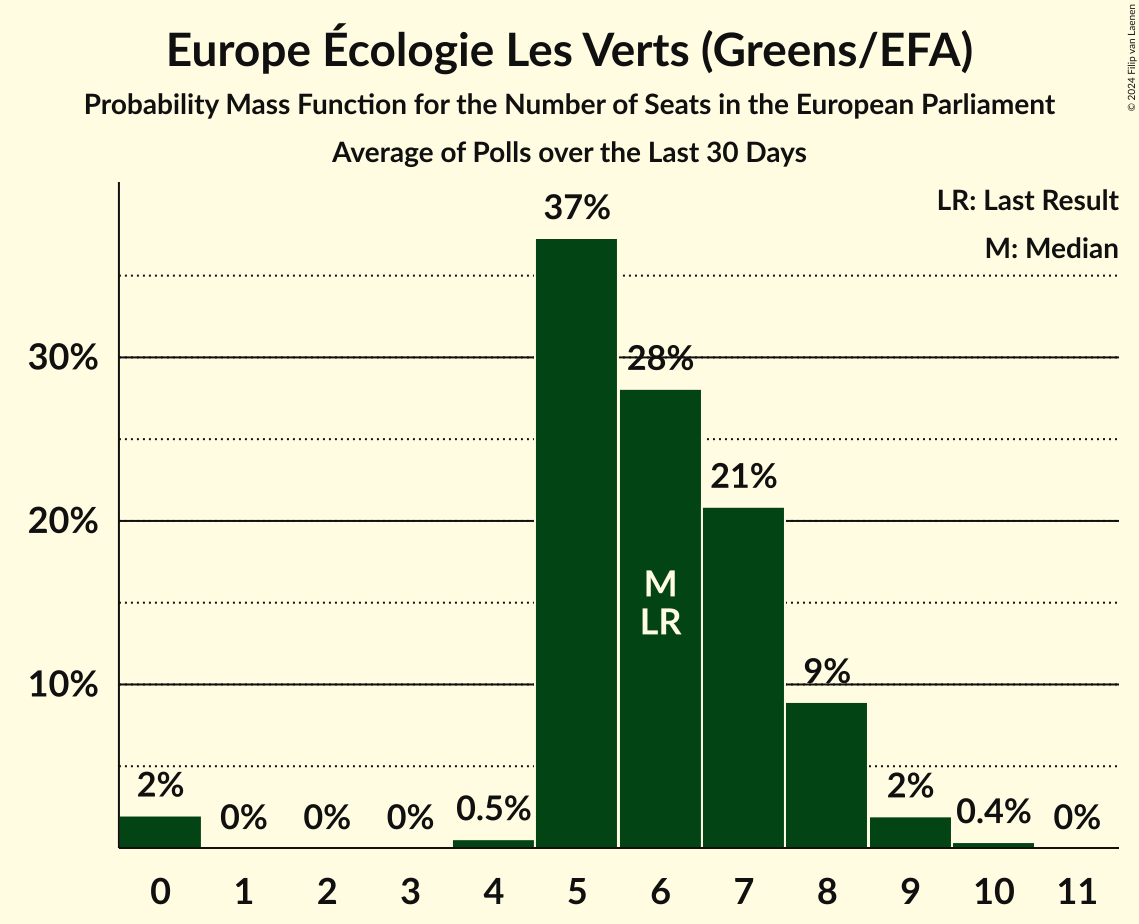 Europe Écologie Les Verts (Greens/EFA)
Probability Mass Function for the Number of Seats in the European Parliament
Average of Polls over the Last 30 Days
© 2024 Filip van Laenen
LR: Last Result
M: Median
37%
30%
28%
21%
20%
M
LR
10%
9%
2%
0%
0%
0%
0.5%
2%
0.4%
0%
0 1 2 3 4 5 6 7 8 9 10 11